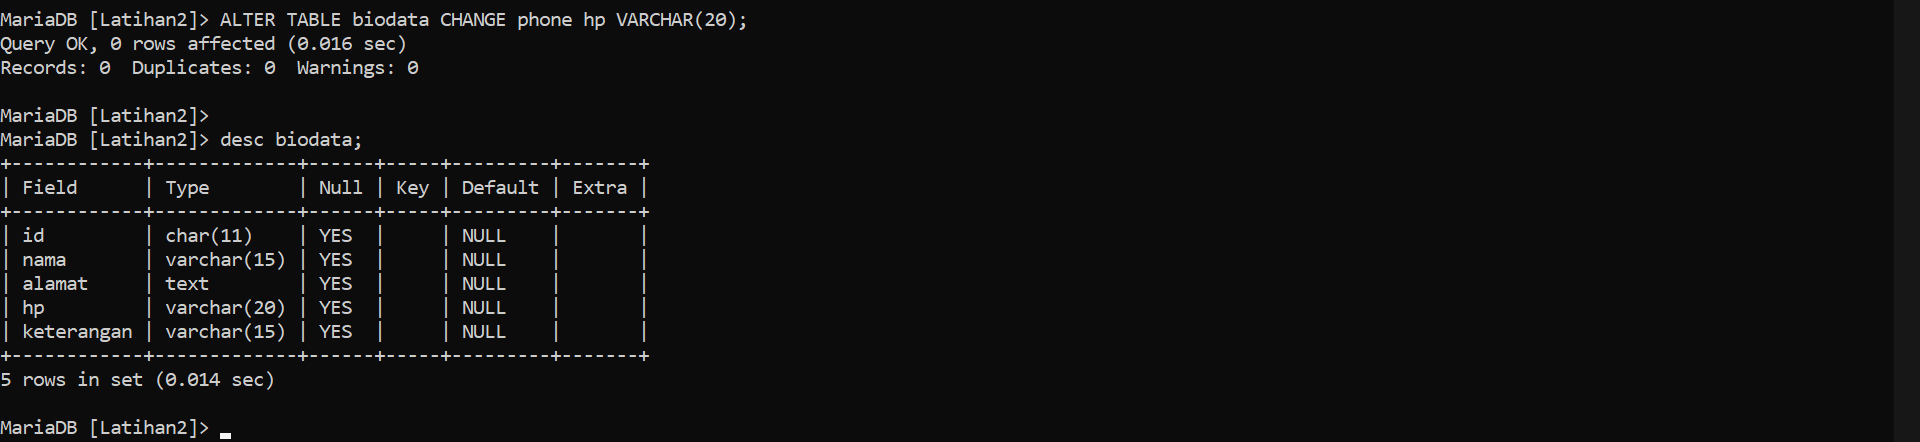 MariaDB [Latihan2]> ALTER TABLE biodata CHANGE phone hp VARCHAR(20);
Query OK, 0 rows affected (0.016 sec)
Records: 0  Duplicates: 0  Warnings: 0

MariaDB [Latihan2]>
MariaDB [Latihan2]> desc biodata;
+------------+-------------+------+-----+---------+-------+
| Field      | Type        | Null | Key | Default | Extra |
+------------+-------------+------+-----+---------+-------+
| id         | char(11)    | YES  |     | NULL    |       |
| nama       | varchar(15) | YES  |     | NULL    |       |
| alamat     | text        | YES  |     | NULL    |       |
| hp         | varchar(20) | YES  |     | NULL    |       |
| keterangan | varchar(15) | YES  |     | NULL    |       |
+------------+-------------+------+-----+---------+-------+
5 rows in set (0.014 sec)

MariaDB [Latihan2]>